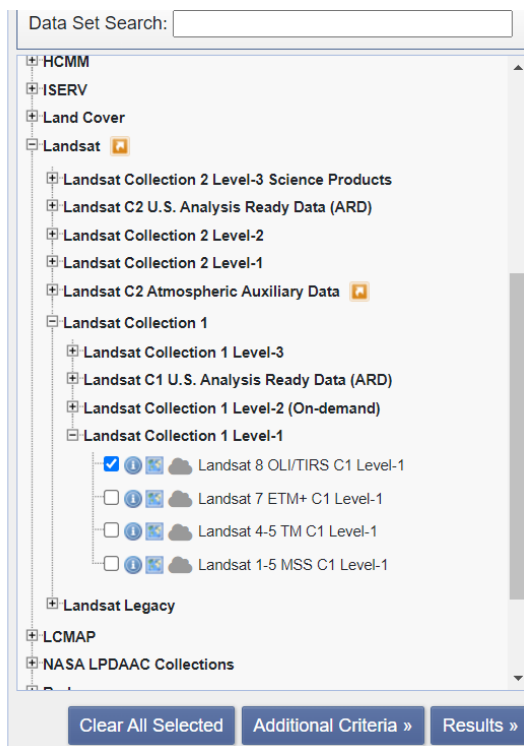 Data Set Search:
HCMM
ISERV
Land Cover
Landsat
Landsat Collection 2 Level-3 Science Products
Landsat C2 U.S. Analysis Ready Data (ARD)
Landsat Collection 2 Level-2
Landsat Collection 2 Level-1
Landsat C2 Atmospheric Auxiliary Data
Landsat Collection 1
Landsat Collection 1 Level-3
Landsat C1 U.S. Analysis Ready Data (ARD)
Landsat Collection 1 Level-2 (On-demand)
Landsat Collection 1 Level-1
Landsat 8 OLI/TIRS C1 Level-1
Landsat 7 ETM+ C1 Level-1
Landsat 4-5 TM C1 Level-1
Landsat 1-5 MSS C1 Level-1
Landsat Legacy
LCMAP
NASA LPDAAC Collections
Clear All Selected Additional Criteria » Results »